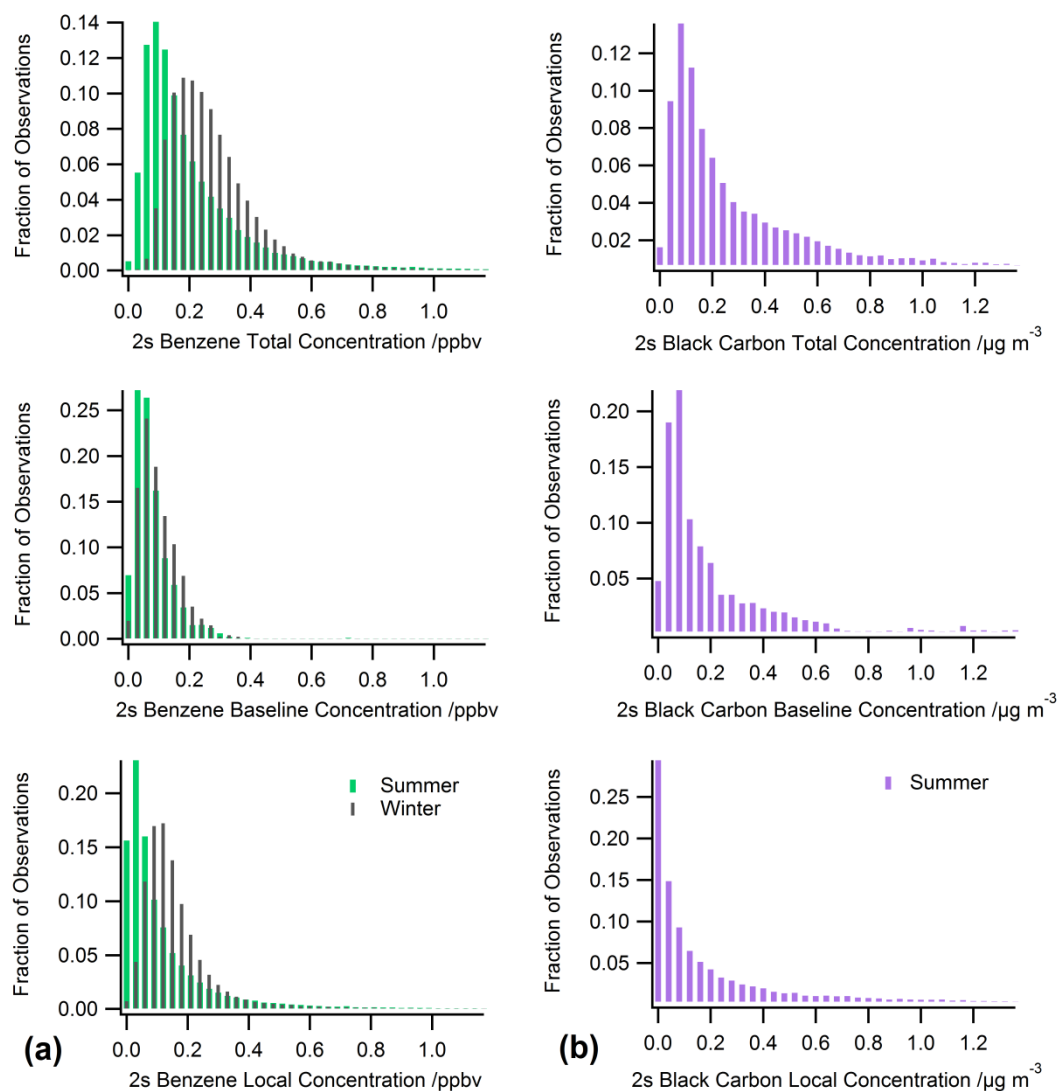 0.14
0.12
0.10
0.08
0.06
0.04
0.02
0.00
Fraction of Observations
0.0 0.2 0.4 0.6 0.8 1.0
2s Benzene Total Concentration /ppbv
0.12
0.10
0.08
0.06
0.04
0.02
Fraction of Observations
0.0 0.2 0.4 0.6 0.8 1.0 1.2
2s Black Carbon Total Concentration /µg m⁻³
0.25
0.20
0.15
0.10
0.05
0.00
Fraction of Observations
0.0 0.2 0.4 0.6 0.8 1.0
2s Benzene Baseline Concentration /ppbv
0.20
0.15
0.10
0.05
Fraction of Observations
0.0 0.2 0.4 0.6 0.8 1.0 1.2
2s Black Carbon Baseline Concentration /µg m⁻³
0.20
0.15
0.10
0.05
0.00
Fraction of Observations
Summer
Winter
0.0 0.2 0.4 0.6 0.8 1.0
(a) 2s Benzene Local Concentration /ppbv
0.25
0.20
0.15
0.10
0.05
Fraction of Observations
Summer
0.0 0.2 0.4 0.6 0.8 1.0 1.2
(b) 2s Black Carbon Local Concentration /µg m⁻³